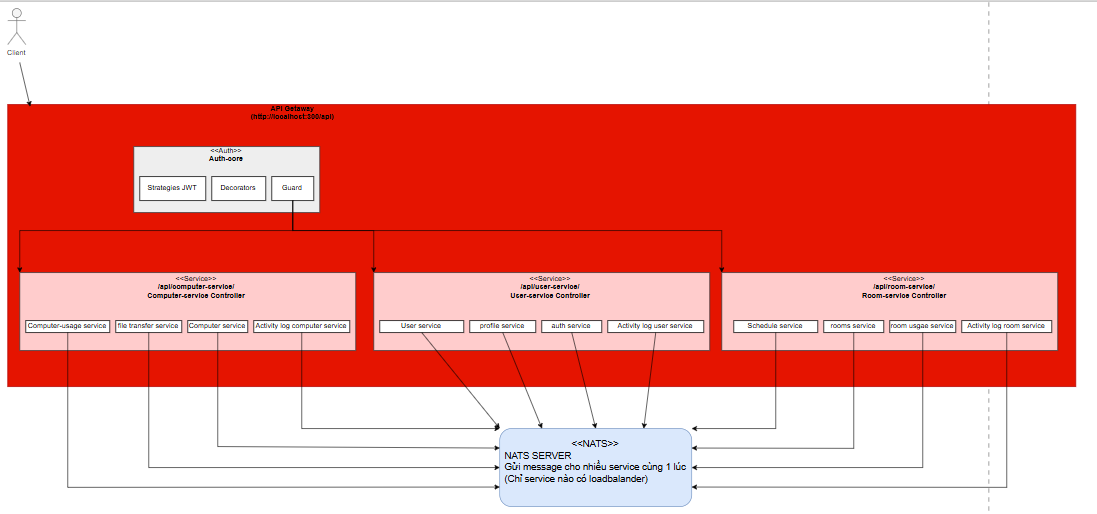 Client
API Getaway
(http://localhost:300/api)
<<Auth>>
Auth-core
Strategies JWT
Decorators
Guard
<<Service>>
/api/computer-service/
Computer-service Controller
Computer-usage service
file transfer service
Computer service
Activity log computer service
<<Service>>
/api/user-service/
User-service Controller
User service
profile service
auth service
Activity log user service
<<Service>>
/api/room-service/
Room-service Controller
Schedule service
rooms service
room usgae service
Activity log room service
<<NATS>>
NATS SERVER
Gửi message cho nhiều service cùng 1 lúc
(Chỉ service nào có loadbalander)